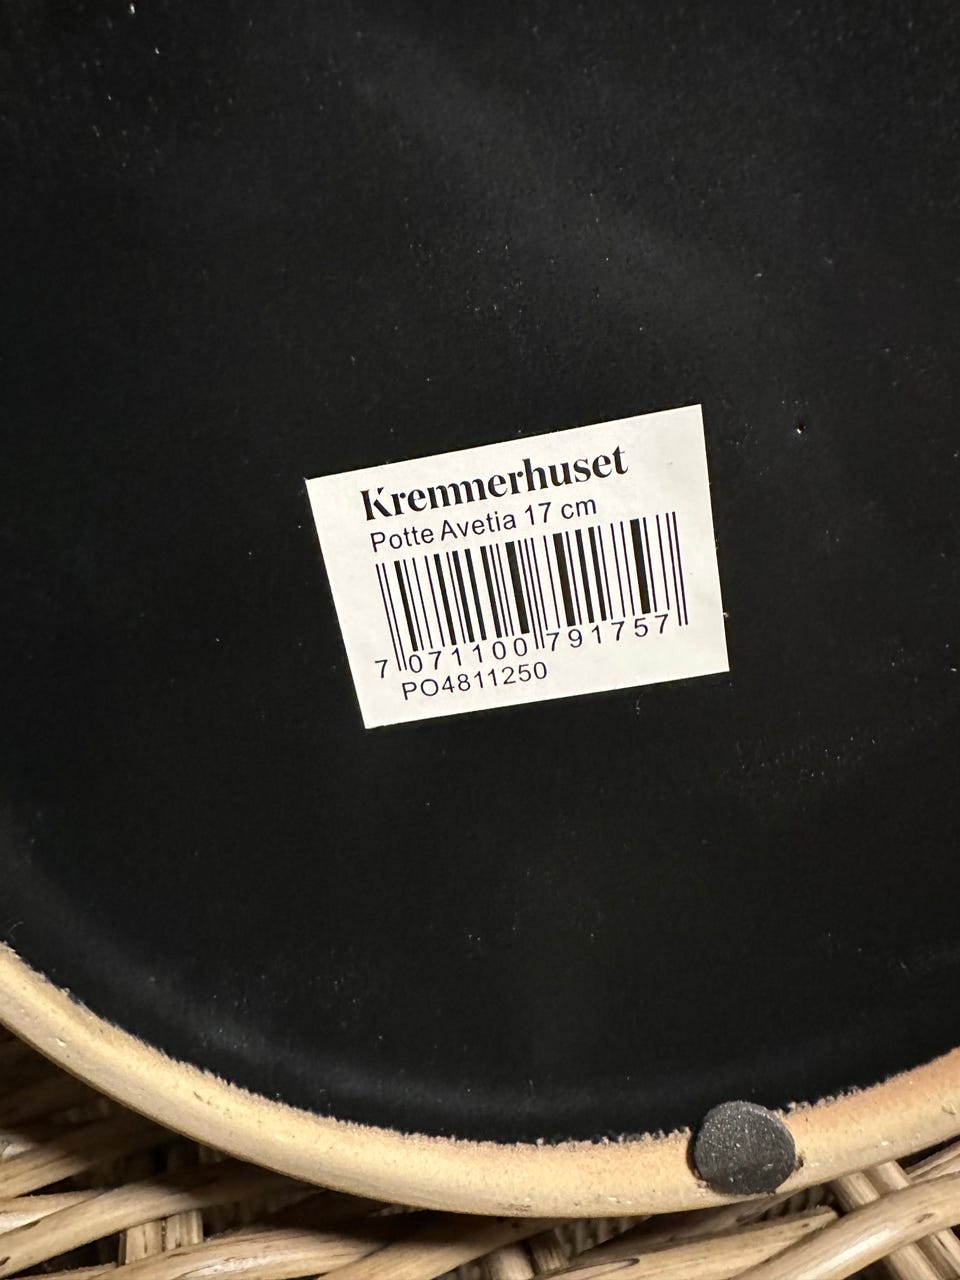 Kremmerhuset
Potte Avetia 17 cm
7 071100 791757
PO4811250